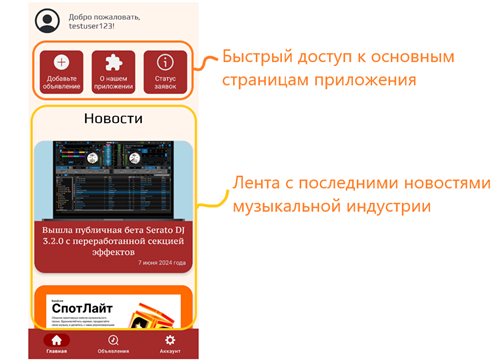 Добро пожаловать,
testuser123!
Добавьте
объявление
О нашем
приложении
Статус
заявок
Быстрый доступ к основным
страницам приложения
Новости
Лента с последними новостями
музыкальной индустрии
Вышла публичная бета Serato DJ
3.2.0 с переработанной секцией
эффектов
7 июня 2024 года
СпотЛайт
Главная
Объявления
Аккаунт